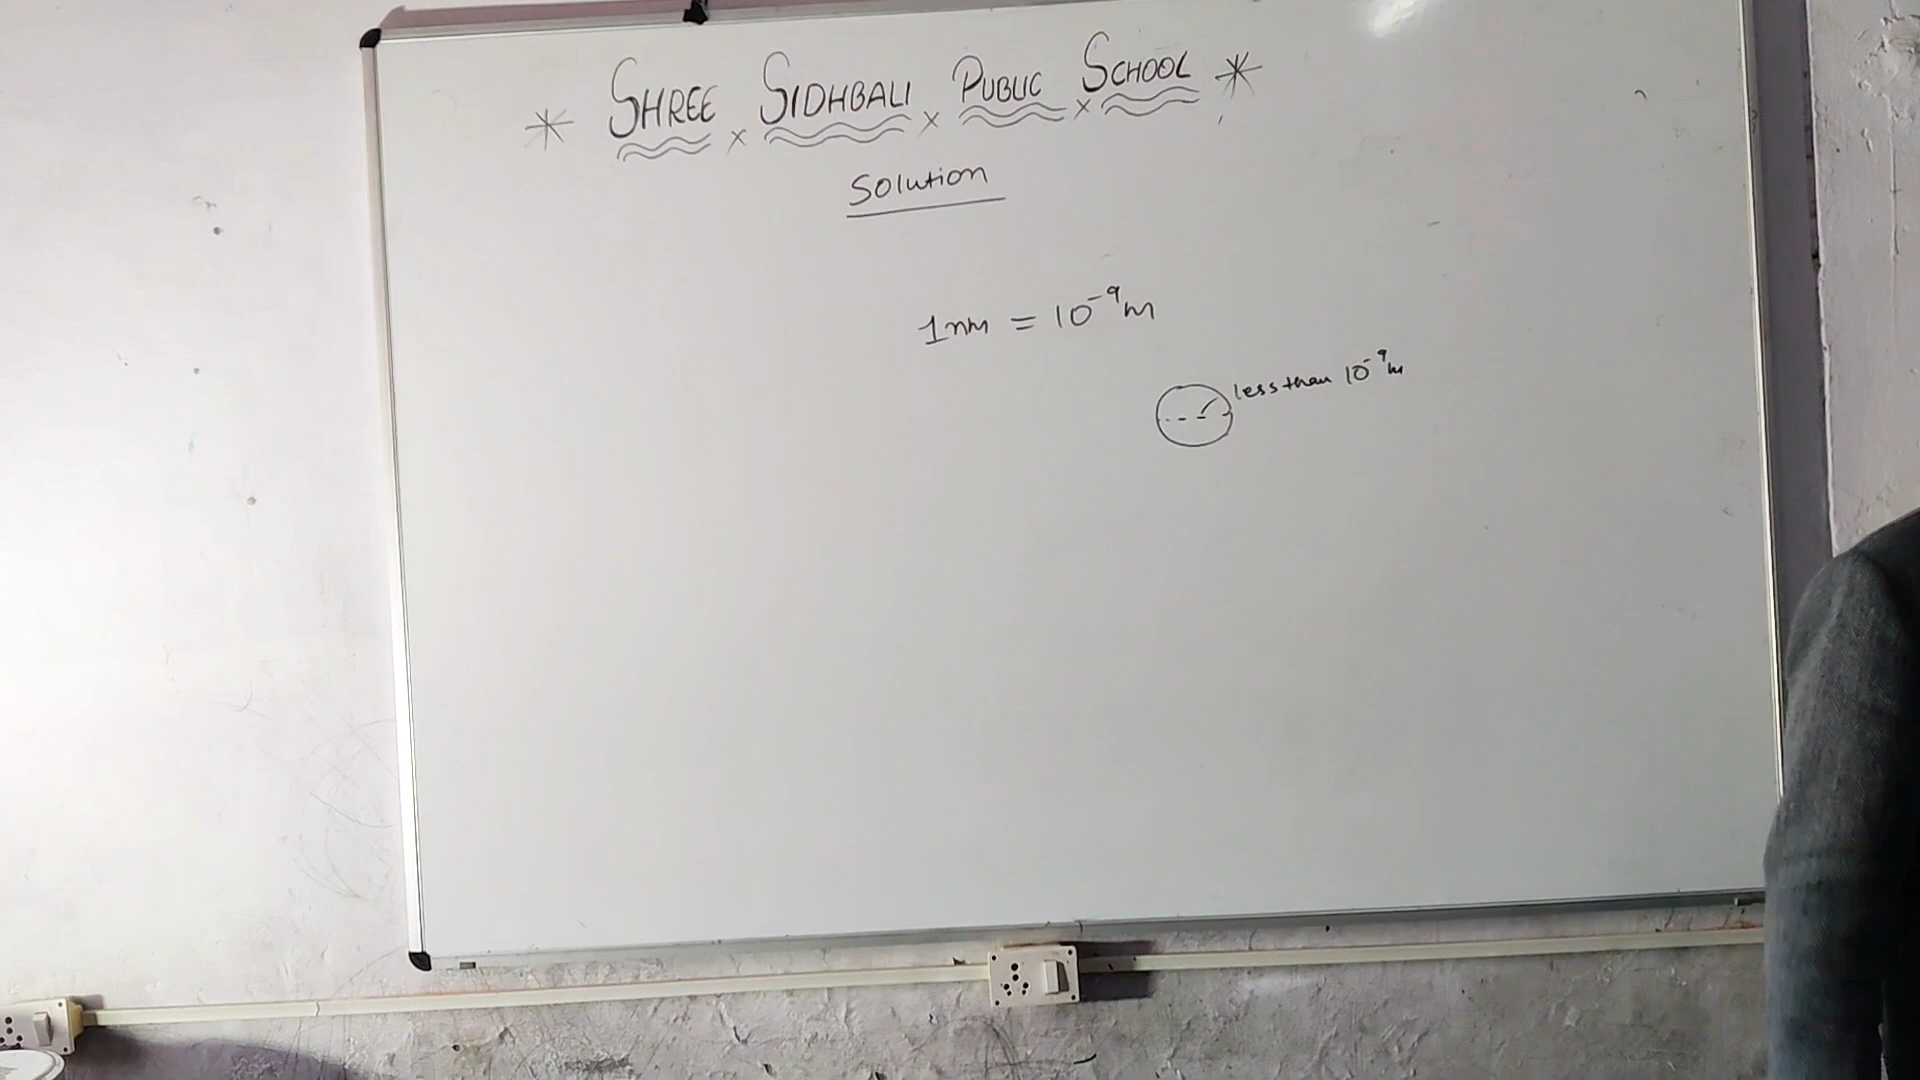 * SHREE SIDHBALI PUBLIC SCHOOL *
Solution
1nm = 10⁻⁹m
less than 10⁻⁹m